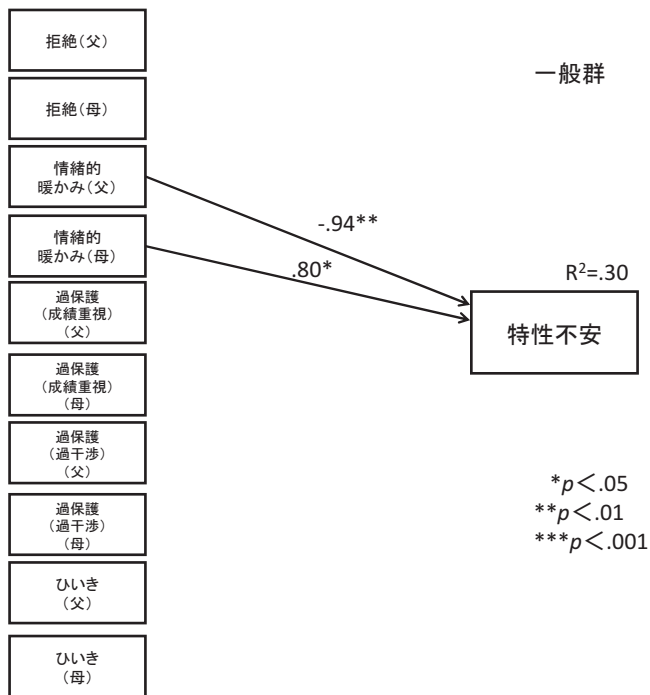 拒絶（父）
一般群
拒絶（母）
情緒的
暖かみ（父）
情緒的
暖かみ（母）
-.94**
.80*
過保護
（成績重視）
（父）
R²=.30
特性不安
過保護
（成績重視）
（母）
過保護
（過干渉）
（父）
過保護
（過干渉）
（母）
*p＜.05
**p＜.01
***p＜.001
ひいき
（父）
ひいき
（母）